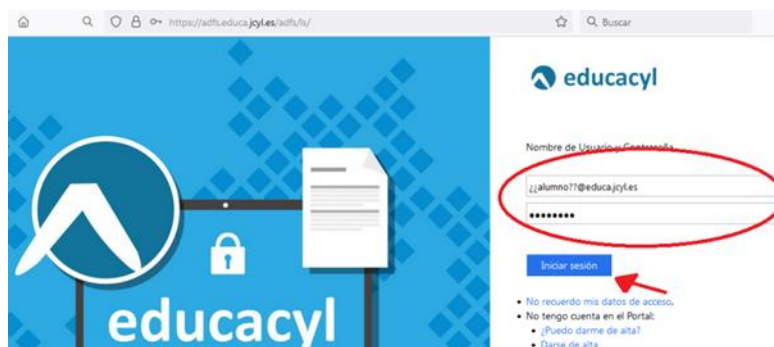 https://adfs.educa.jcyl.es/adfs/ls/
Buscar
educacyl
Nombre de Usuario y Contraseña
¿¿alumno??@educa.jcyl.es
••••••••
Iniciar sesión
No recuerdo mis datos de acceso.
No tengo cuenta en el Portal:
¿Puedo darme de alta?
Darse de alta
educacyl